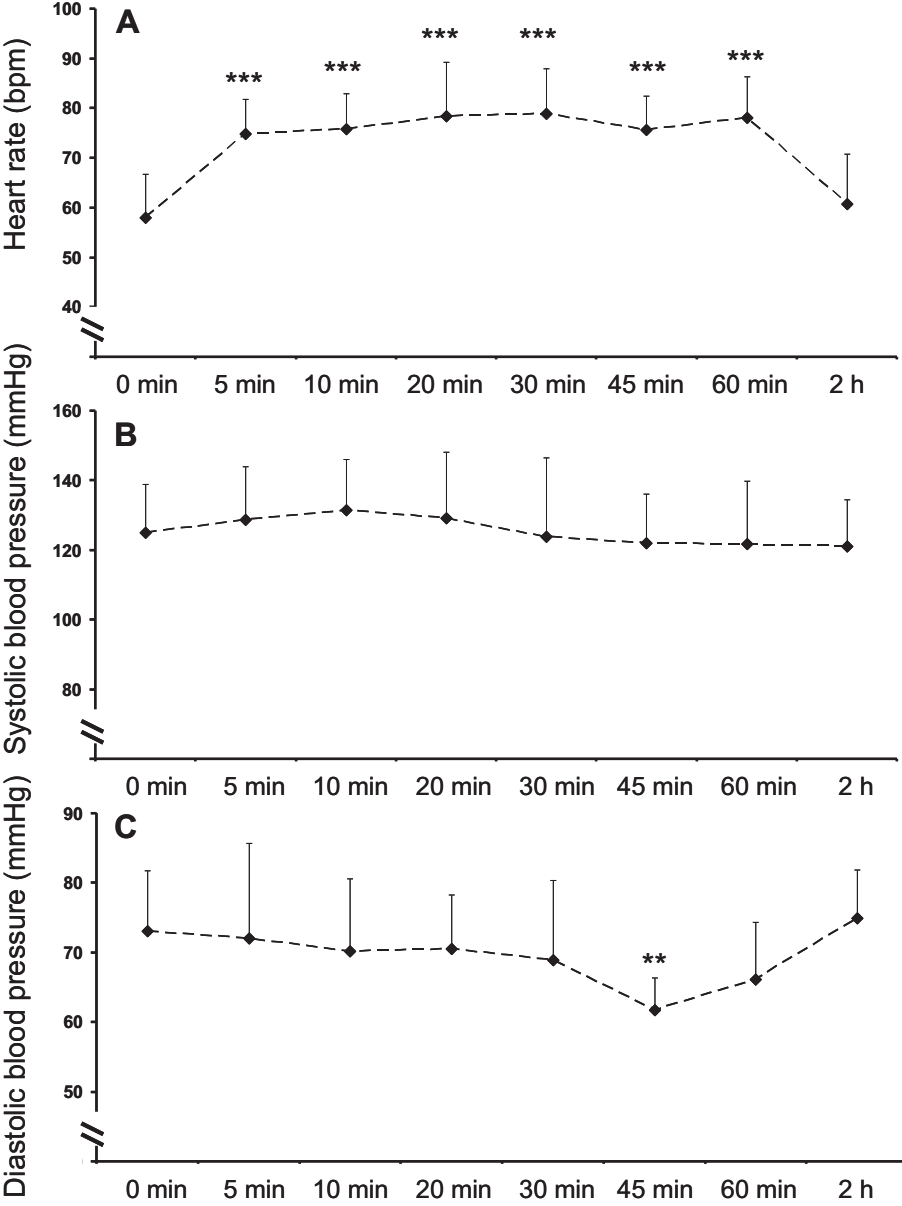 A
Heart rate (bpm)
100
90
80
70
60
50
40
***
***
***
***
***
***
0 min 5 min 10 min 20 min 30 min 45 min 60 min 2 h
B
Systolic blood pressure (mmHg)
160
140
120
100
80
0 min 5 min 10 min 20 min 30 min 45 min 60 min 2 h
C
Diastolic blood pressure (mmHg)
90
80
70
60
50
**
0 min 5 min 10 min 20 min 30 min 45 min 60 min 2 h